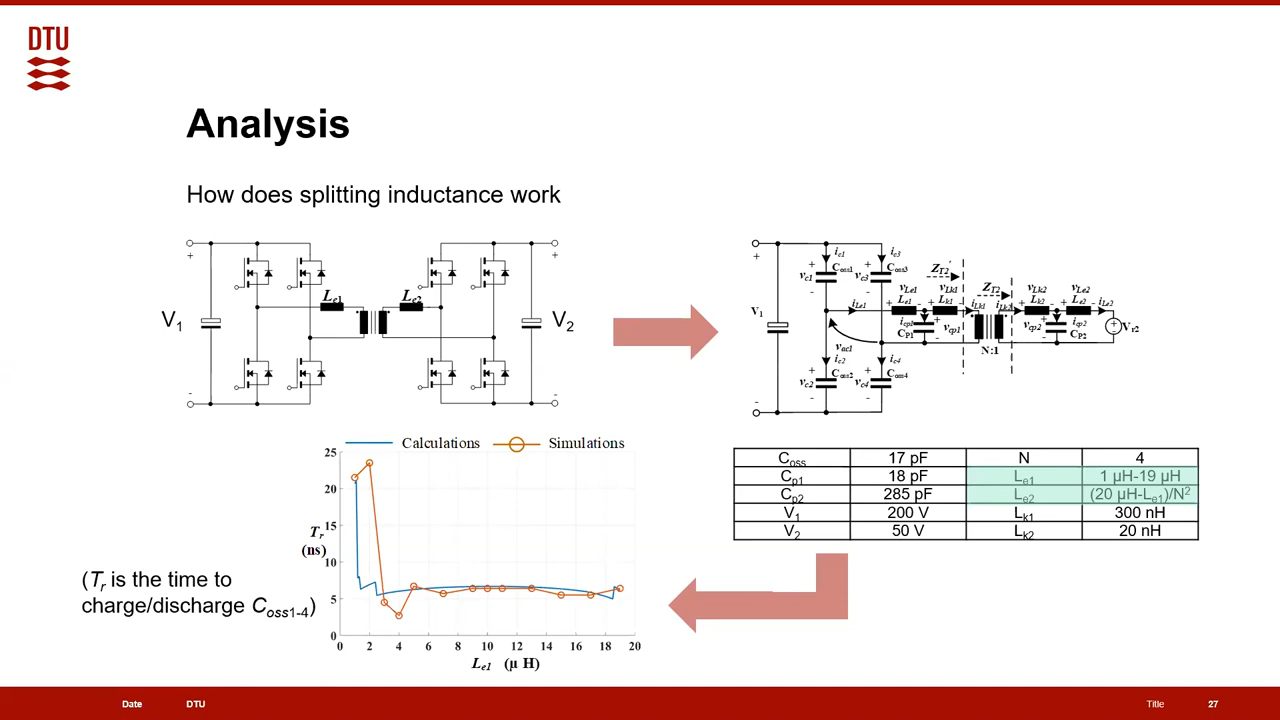 DTU
Analysis
How does splitting inductance work
V1
+
-
Le1
Le2
+
-
V2
V1
+
-
ic1
ic3
+
vc1
-
Coss1
+
vc3
-
Coss3
iLe1
vac1
ic2
ic4
+
vc2
-
Coss2
+
vc4
-
Coss4
vLe1
+ Le1 -
vLk1
+ Lk1 -
ZT2'
iLk1
icp1
CP1
+
vcp1
-
ZT2
N:1
vLk2
+ Lk2 -
vLe2
+ Le2 -
iLe2
vcp2
+
-
icp2
CP2
+
-
Vr2
Calculations Simulations
25
20
15
10
5
0
Tr
(ns)
0 2 4 6 8 10 12 14 16 18 20
Le1 (μ H)
Coss 17 pF N 4
Cp1 18 pF Le1 1 μH-19 μH
Cp2 285 pF Le2 (20 μH-Le1)/N2
V1 200 V Lk1 300 nH
V2 50 V Lk2 20 nH
(Tr is the time to
charge/discharge Coss1-4)
Date DTU Title 27